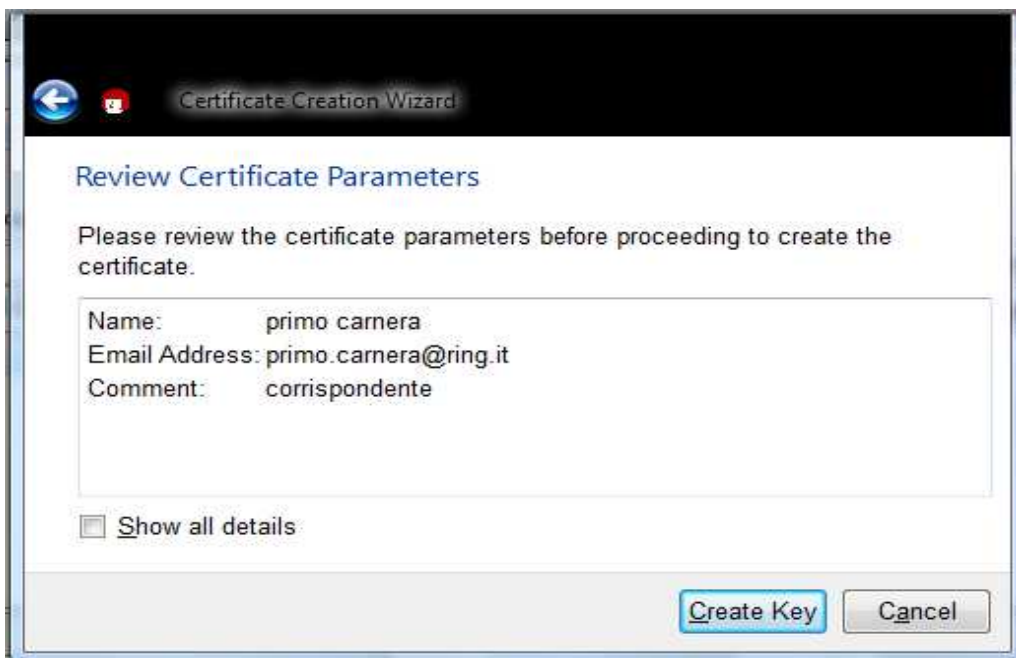 Certificate Creation Wizard
Review Certificate Parameters
Please review the certificate parameters before proceeding to create the
certificate.
Name: primo carnera
Email Address: primo.carnera@ring.it
Comment: corrispondente
Show all details
Create Key Cancel